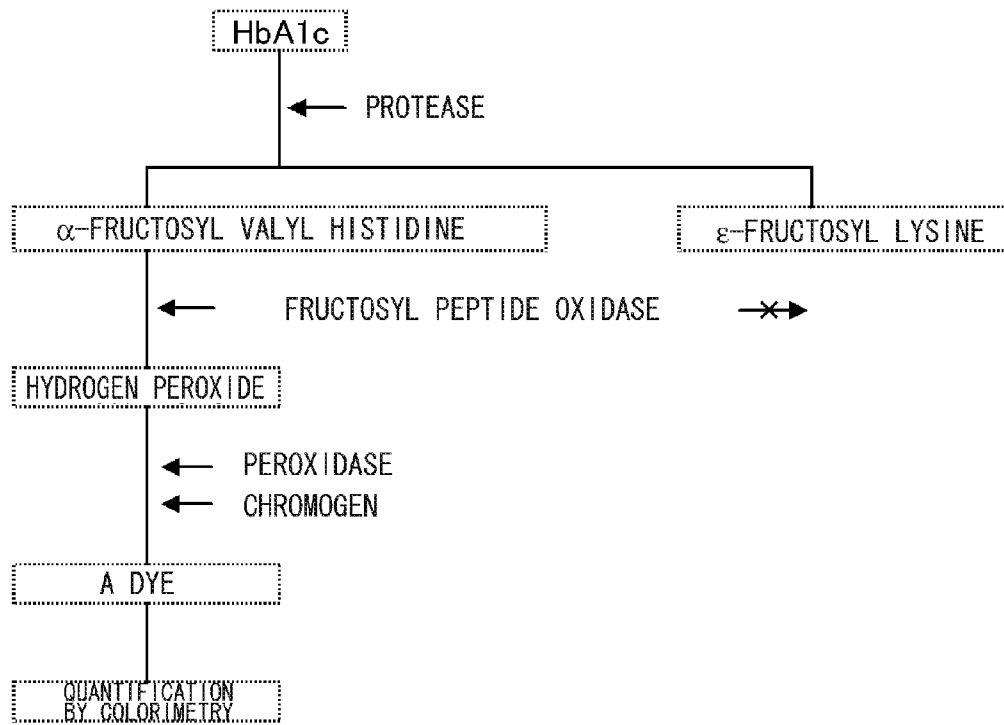 HbA1c
PROTEASE
α-FRUCTOSYL VALYL HISTIDINE
ε-FRUCTOSYL LYSINE
FRUCTOSYL PEPTIDE OXIDASE
HYDROGEN PEROXIDE
PEROXIDASE
CHROMOGEN
A DYE
QUANTIFICATION
BY COLORIMETRY